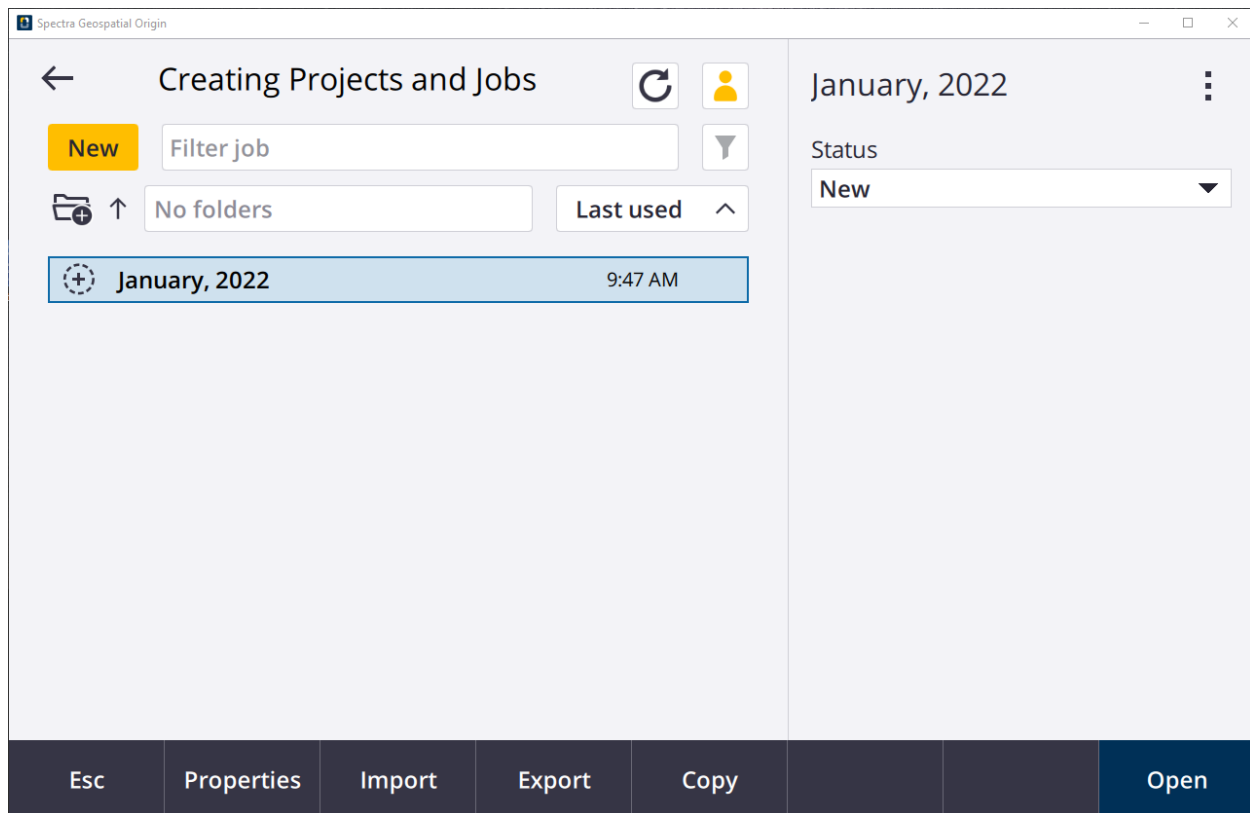 Spectra Geospatial Origin
Creating Projects and Jobs
New
Filter job
No folders
Last used
January, 2022
9:47 AM
January, 2022
Status
New
Esc
Properties
Import
Export
Copy
Open